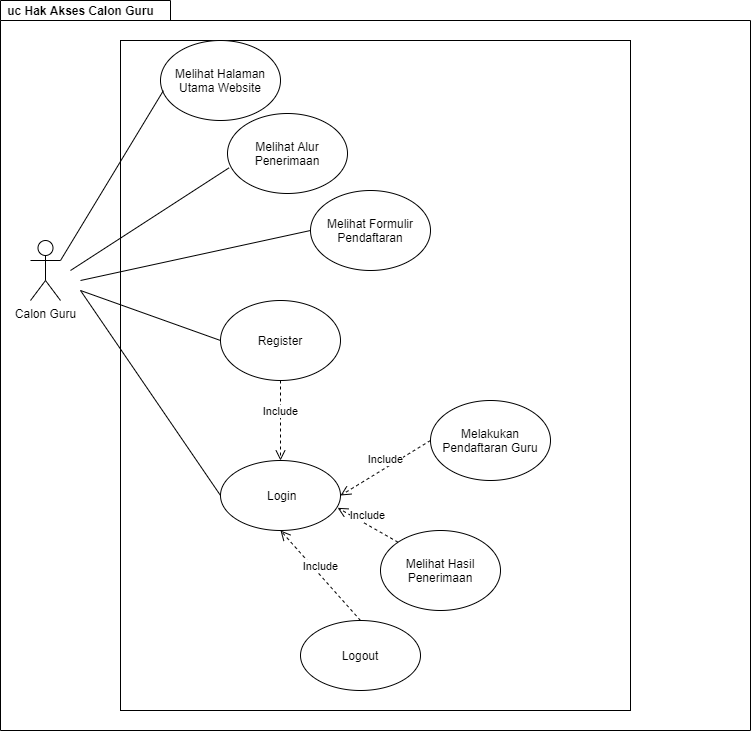 uc Hak Akses Calon Guru
Melihat Halaman
Utama Website
Melihat Alur
Penerimaan
Melihat Formulir
Pendaftaran
Calon Guru
Register
Include
Melakukan
Pendaftaran Guru
Include
Login
Include
Melihat Hasil
Penerimaan
Include
Logout